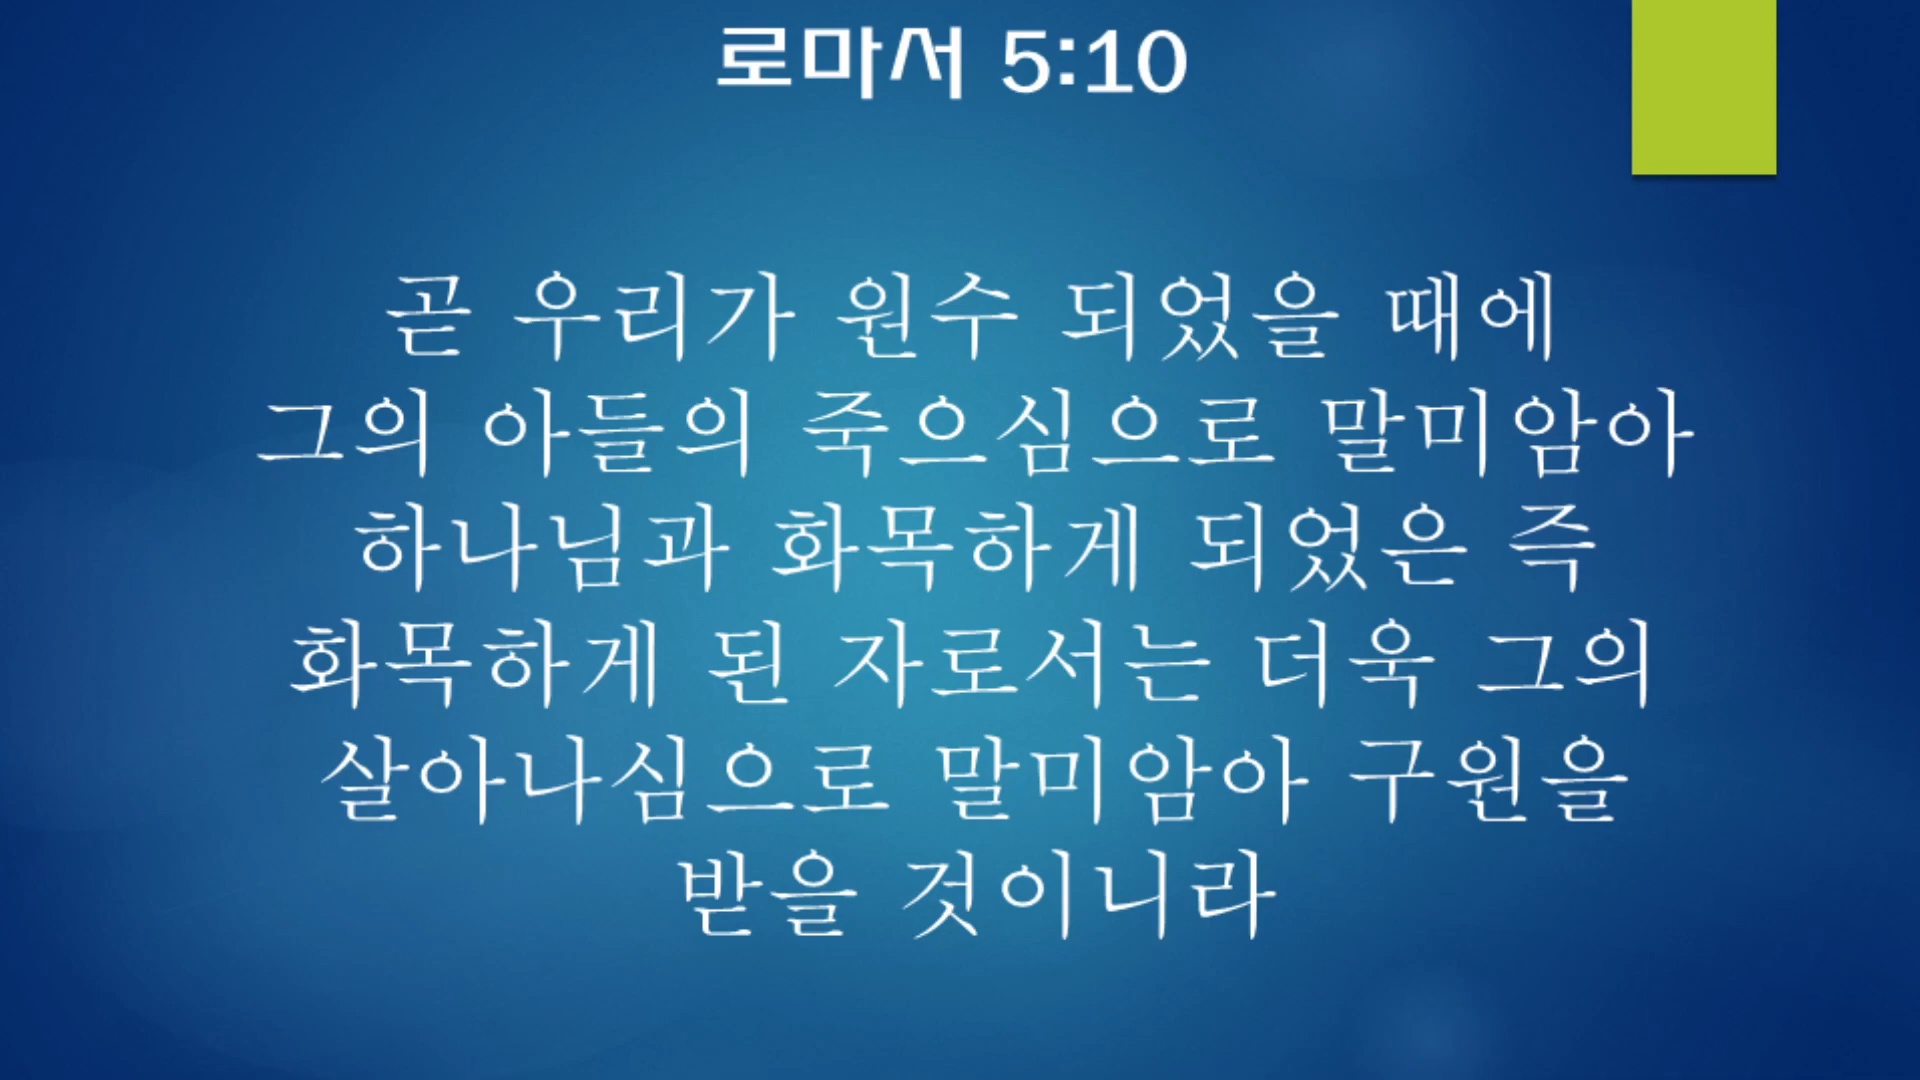 로마서 5:10
곧 우리가 원수 되었을 때에
그의 아들의 죽으심으로 말미암아
하나님과 화목하게 되었은 즉
화목하게 된 자로서는 더욱 그의
살아나심으로 말미암아 구원을
받을 것이니라